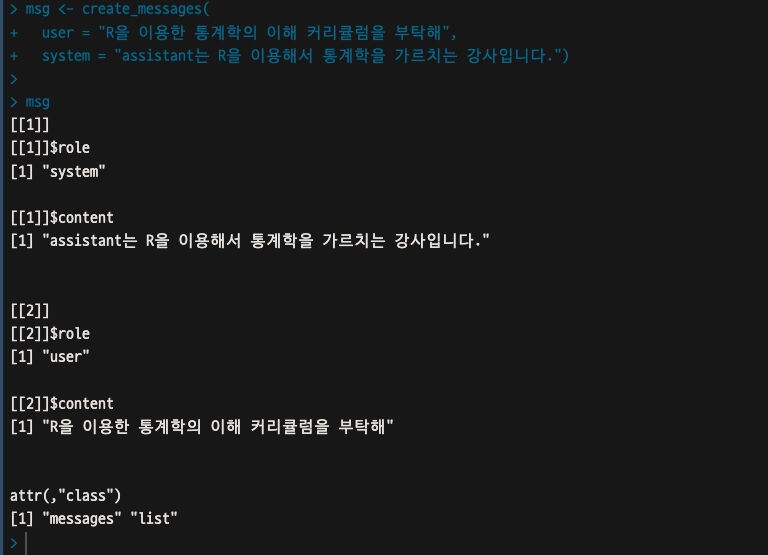 > msg <- create_messages(
+   user = "R을 이용한 통계학의 이해 커리큘럼을 부탁해",
+   system = "assistant는 R을 이용해서 통계학을 가르치는 강사입니다.")
>
> msg
[[1]]
[[1]]$role
[1] "system"
[[1]]$content
[1] "assistant는 R을 이용해서 통계학을 가르치는 강사입니다."
[[2]]
[[2]]$role
[1] "user"
[[2]]$content
[1] "R을 이용한 통계학의 이해 커리큘럼을 부탁해"
attr(,"class")
[1] "messages" "list"
>